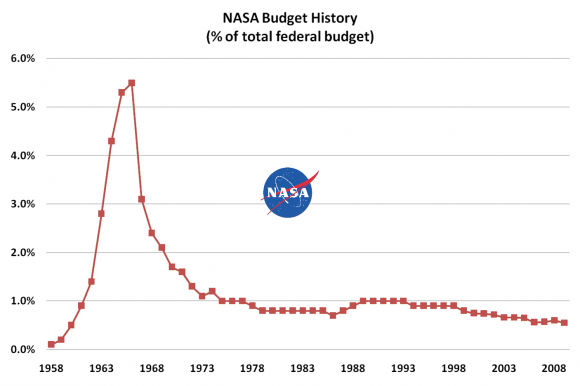 NASA Budget History
(% of total federal budget)
6.0%
5.0%
4.0%
NASA
3.0%
2.0%
1.0%
0.0%
1958 1963 1968 1973 1978 1983 1988 1993 1998 2003 2008